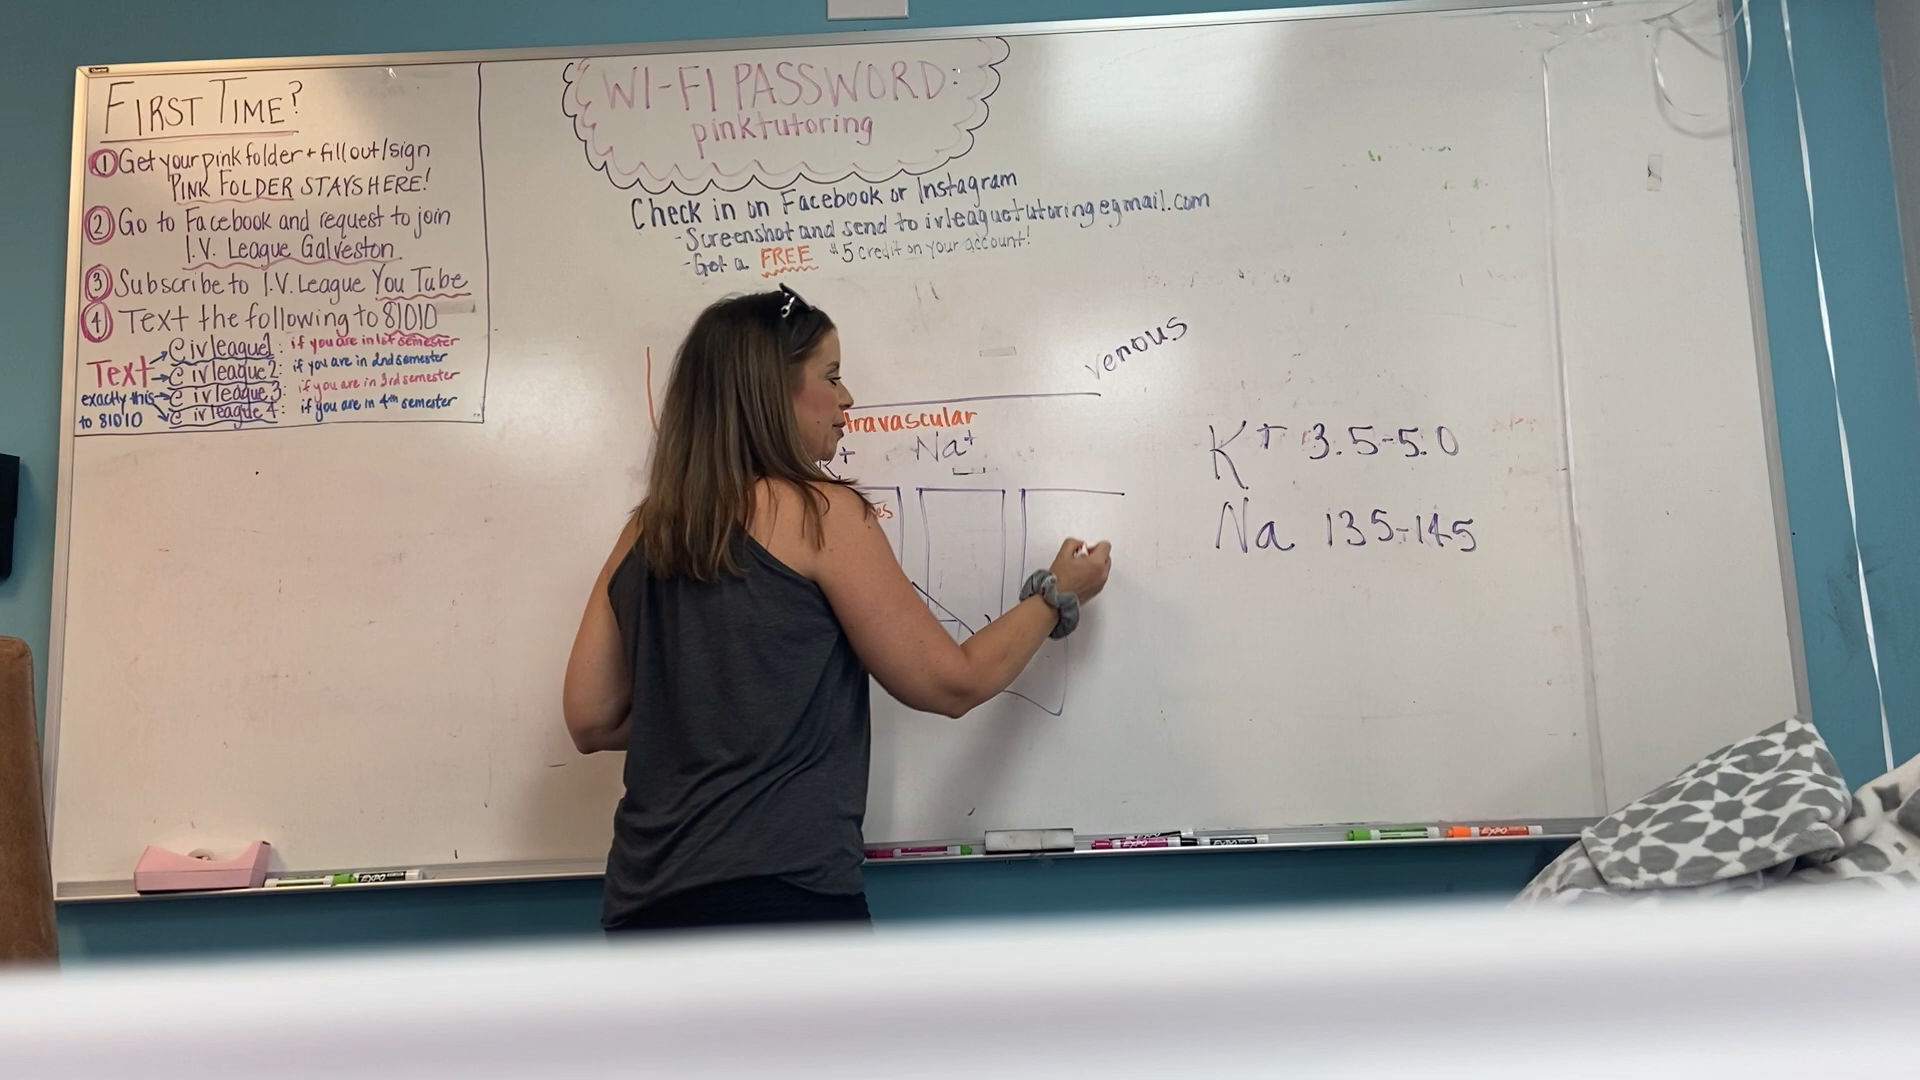 FIRST TIME?
① Get your pink folder + fill out/sign
PINK FOLDER STAYS HERE!
② Go to Facebook and request to join
I.V. League Galveston.
③ Subscribe to I.V. League You Tube
④ Text the following to 81010
Text exactly this to 81010
@ivleague1: if you are in 1st semester
@ivleague2: if you are in 2nd semester
@ivleague3: if you are in 3rd semester
@ivleague4: if you are in 4th semester
WI-FI PASSWORD:
pinktutoring
Check in on Facebook or Instagram
- Screenshot and send to ivleaguetutoring@gmail.com
- Get a FREE $5 credit on your account!
venous
travascular
K+ Na+
K+ 3.5-5.0
Na 135-145
EXPO
EXPO
EXPO